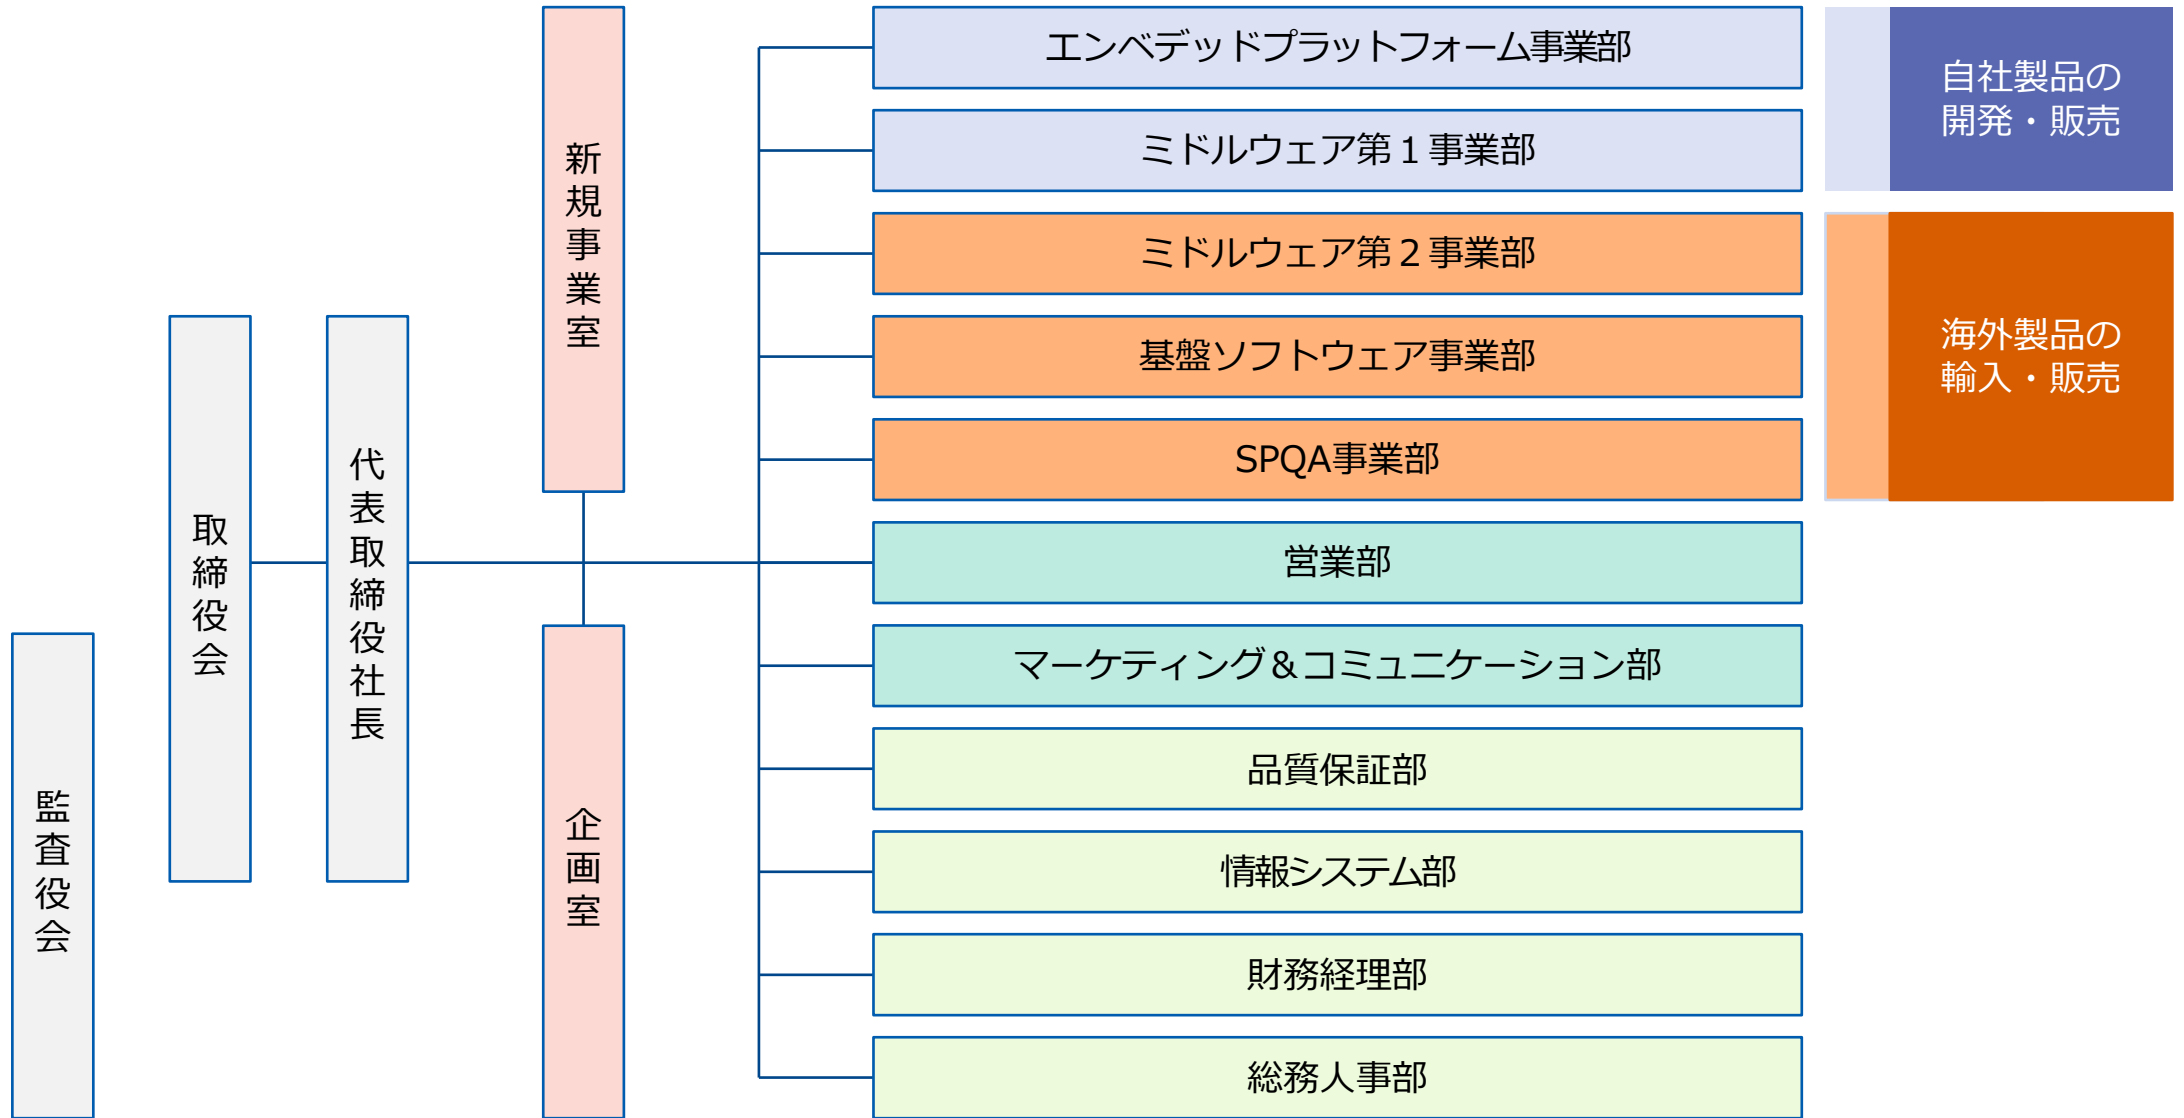 監査役会
取締役会
代表取締役社長
新規事業室
企画室
エンベデッドプラットフォーム事業部
ミドルウェア第１事業部
ミドルウェア第２事業部
基盤ソフトウェア事業部
SPQA事業部
営業部
マーケティング＆コミュニケーション部
品質保証部
情報システム部
財務経理部
総務人事部
自社製品の
開発・販売
海外製品の
輸入・販売